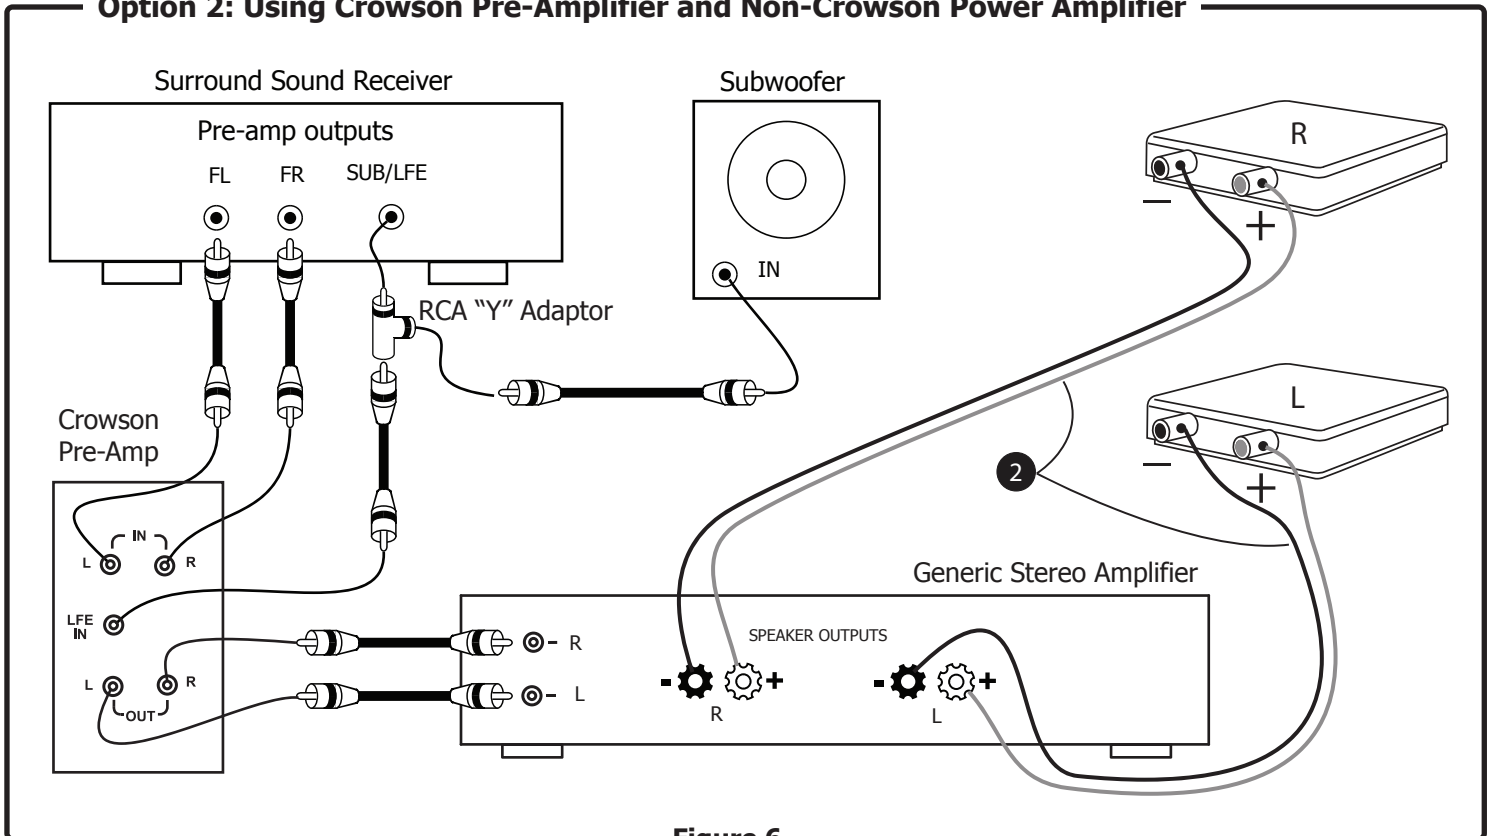 Option 2: Using Crowson Pre-Amplifier and Non-Crowson Power Amplifier
Surround Sound Receiver
Subwoofer
Pre-amp outputs
FL FR SUB/LFE
IN
RCA “Y” Adaptor
R
–
+
L
–
+
Crowson
Pre-Amp
2
IN
L R
LFE
IN
L R
OUT
Generic Stereo Amplifier
- R
- L
SPEAKER OUTPUTS
- +
R
- +
L
Figure 6